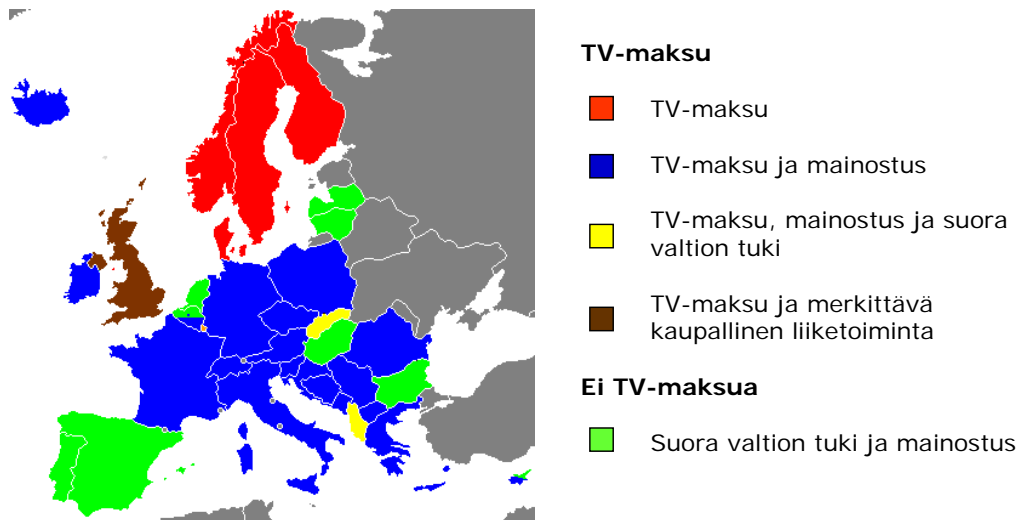 TV-maksu
TV-maksu
TV-maksu ja mainostus
TV-maksu, mainostus ja suora
valtion tuki
TV-maksu ja merkittävä
kaupallinen liiketoiminta
Ei TV-maksua
Suora valtion tuki ja mainostus